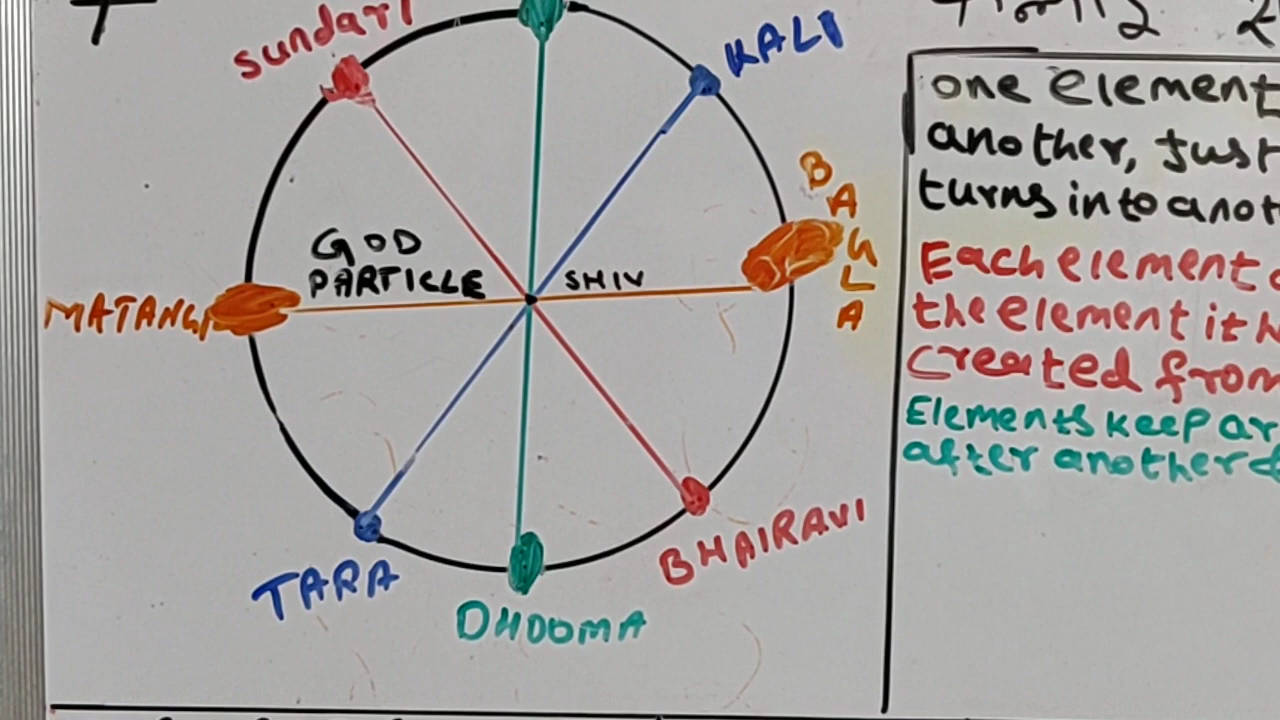 sundari
KALI
BAGLA
GOD
PARTICLE
SHIV
MATANGI
TARA
DHOOMA
BHAIRAVI
one element
another, just
turns into anot
Each element
the element it h
created from
Elements keep ar
after another